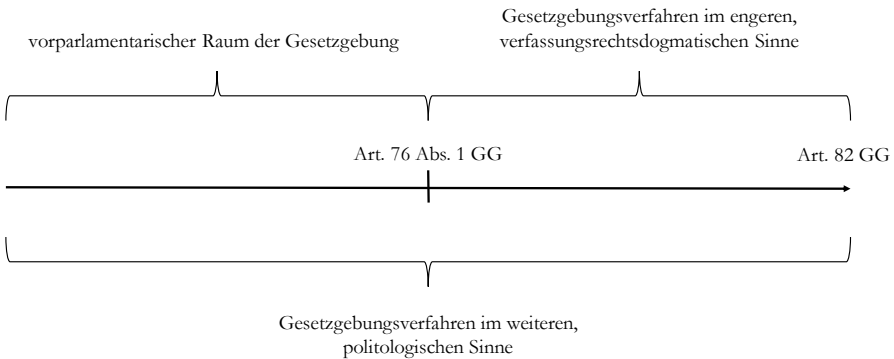 vorparlamentarischer Raum der Gesetzgebung
Gesetzgebungsverfahren im engeren,
verfassungsrechtsdogmatischen Sinne
Art. 76 Abs. 1 GG
Art. 82 GG
Gesetzgebungsverfahren im weiteren,
politologischen Sinne